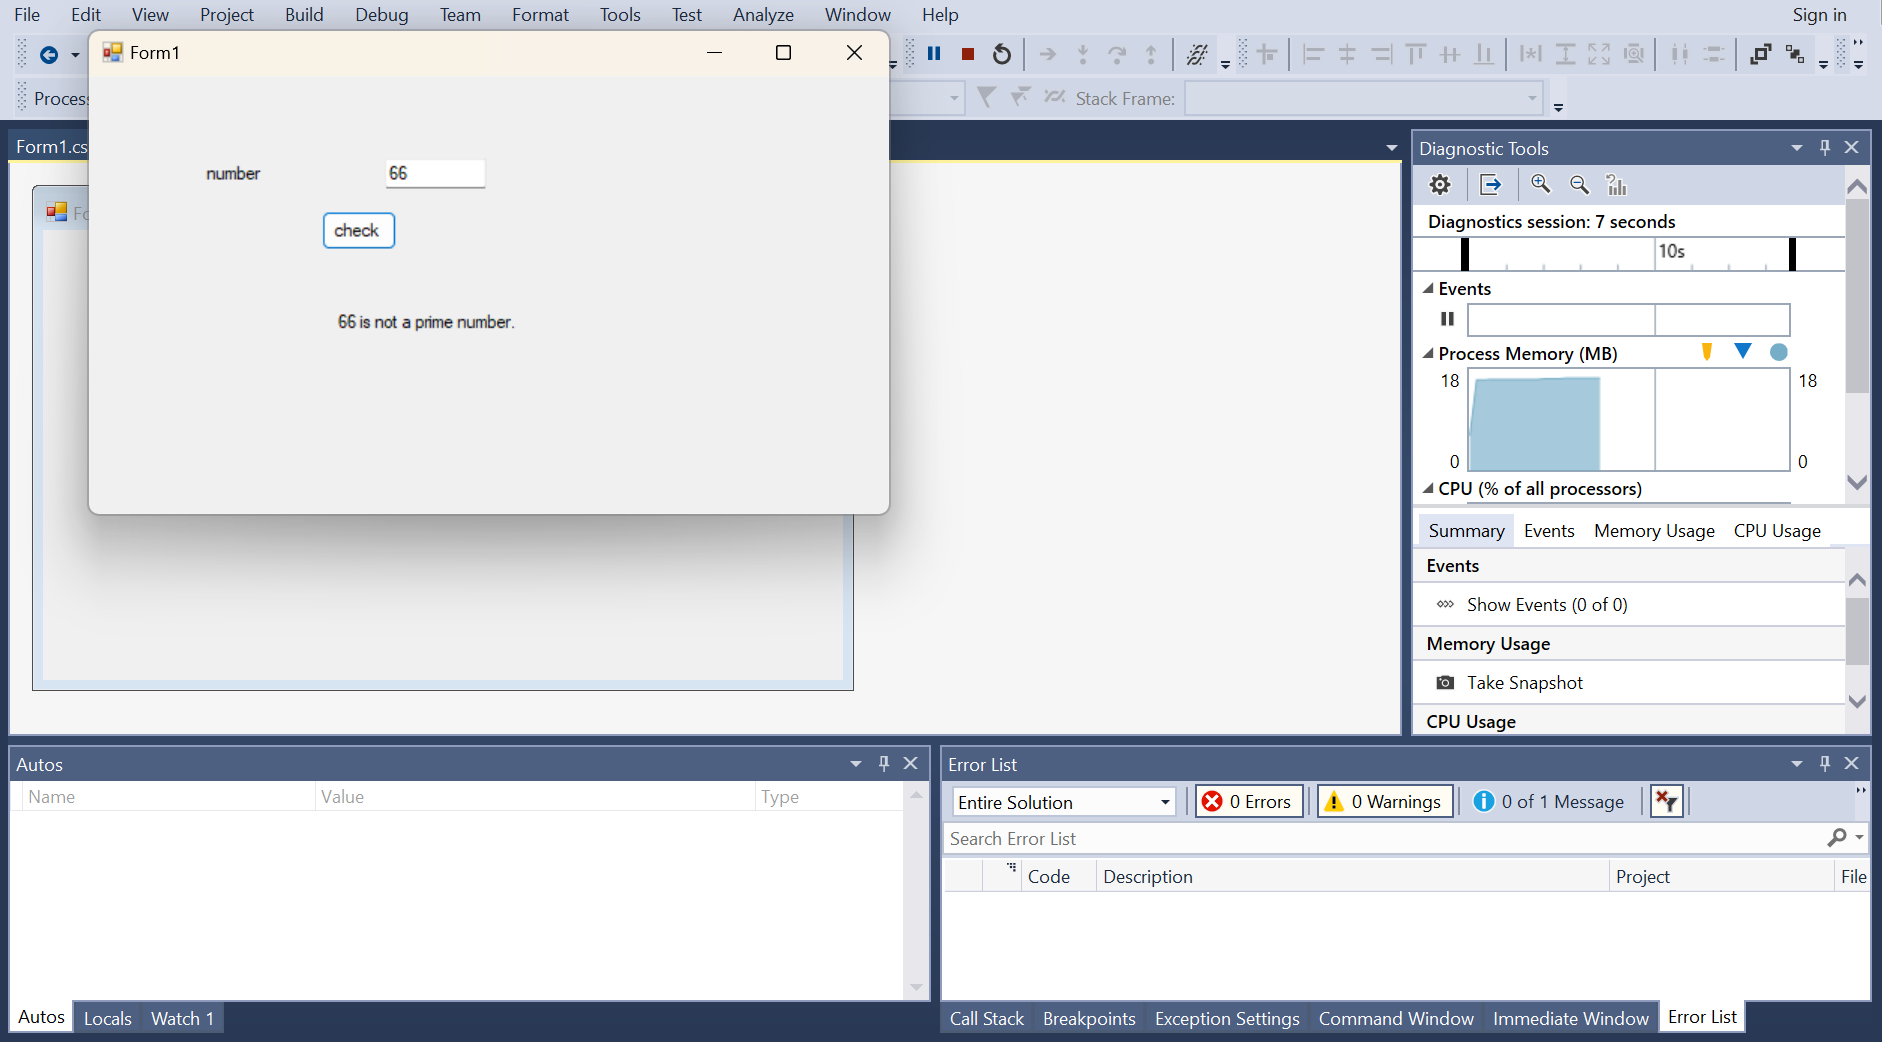 File Edit View Project Build Debug Team Format Tools Test Analyze Window Help Sign in
Form1
Process
Stack Frame:
Form1.cs
number 66
check
66 is not a prime number.
Diagnostic Tools
Diagnostics session: 7 seconds
10s
Events
Process Memory (MB)
18 18
0 0
CPU (% of all processors)
Summary Events Memory Usage CPU Usage
Events
Show Events (0 of 0)
Memory Usage
Take Snapshot
CPU Usage
Autos
Name Value Type
Autos Locals Watch 1
Error List
Entire Solution 0 Errors 0 Warnings 0 of 1 Message
Search Error List
Code Description Project File
Call Stack Breakpoints Exception Settings Command Window Immediate Window Error List